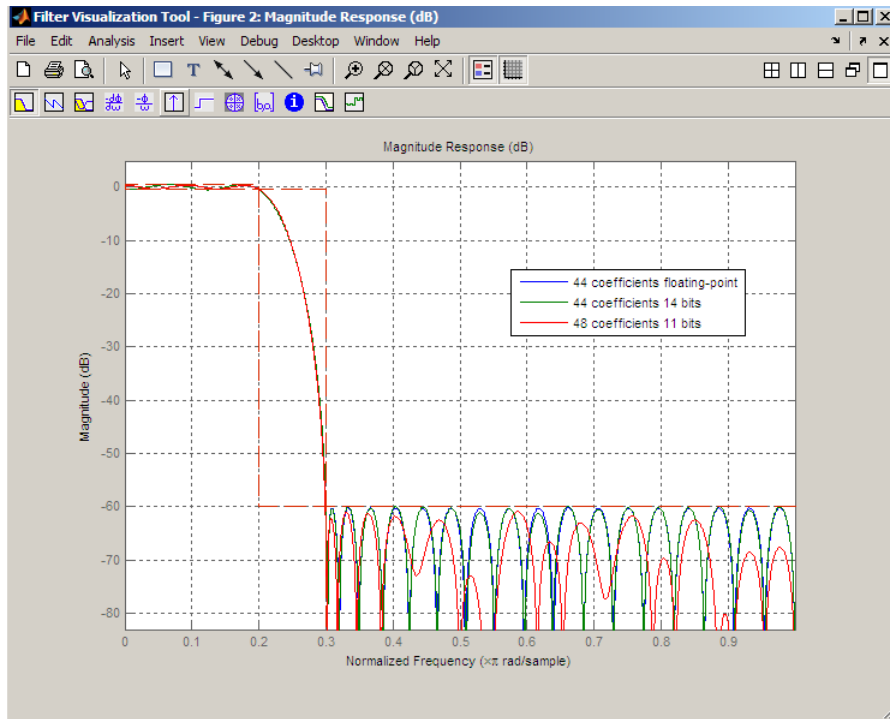 Filter Visualization Tool - Figure 2: Magnitude Response (dB)
File Edit Analysis Insert View Debug Desktop Window Help
Magnitude Response (dB)
0
-10
-20
-30
-40
-50
-60
-70
-80
Magnitude (dB)
44 coefficients floating-point
44 coefficients 14 bits
48 coefficients 11 bits
0 0.1 0.2 0.3 0.4 0.5 0.6 0.7 0.8 0.9
Normalized Frequency (×π rad/sample)